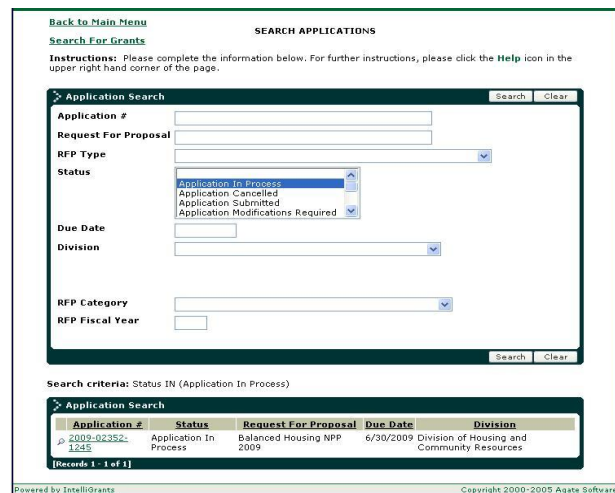 Back to Main Menu
SEARCH APPLICATIONS
Search For Grants
Instructions: Please complete the information below. For further instructions, please click the Help icon in the
upper right hand corner of the page.
Application Search
Search Clear
Application #
Request For Proposal
RFP Type
Status
Application In Process
Application Cancelled
Application Submitted
Application Modifications Required
Due Date
Division
RFP Category
RFP Fiscal Year
Search Clear
Search criteria: Status IN (Application In Process)
Application Search
Application # Status Request For Proposal Due Date Division
2009-02352- Application In Balanced Housing NPP 6/30/2009 Division of Housing and
1245 Process 2009 Community Resources
[Records 1 - 1 of 1]
Powered by IntelliGrants Copyright 2000-2005 Agate Software